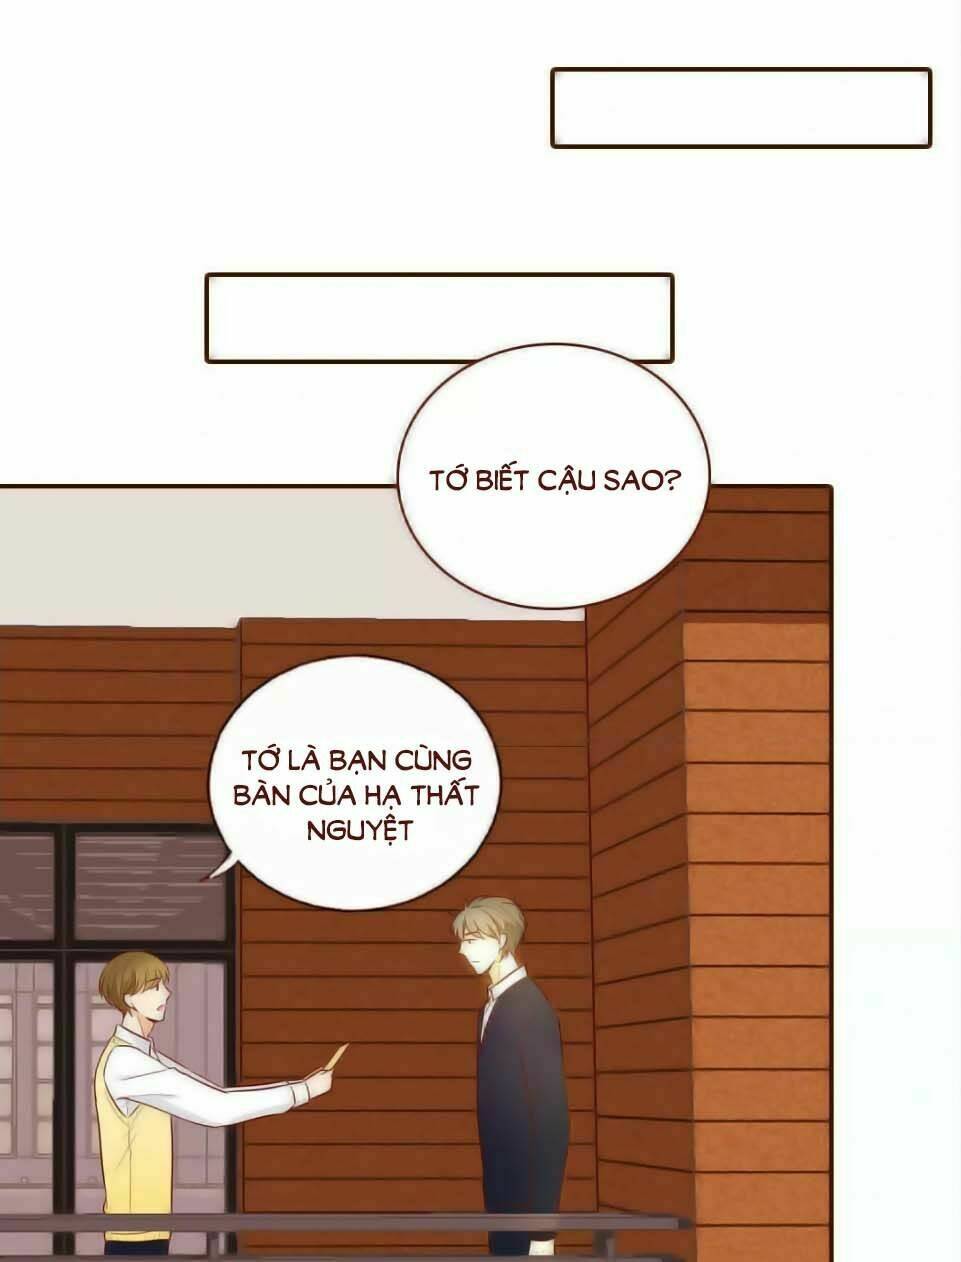 TỚ BIẾT CẬU SAO?
TỚ LÀ BẠN CÙNG
BÀN CỦA HẠ THẤT
NGUYỆT